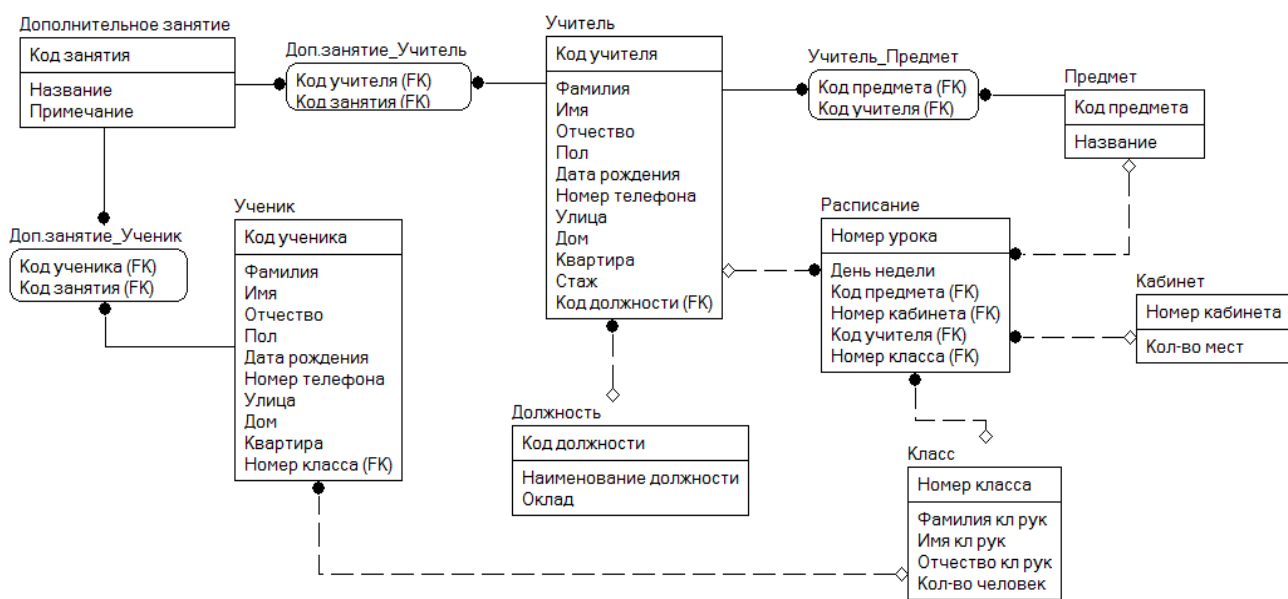 Дополнительное занятие
Код занятия
Название
Примечание
Доп.занятие_Учитель
Код учителя (FK)
Код занятия (FK)
Учитель
Код учителя
Фамилия
Имя
Отчество
Пол
Дата рождения
Номер телефона
Улица
Дом
Квартира
Стаж
Код должности (FK)
Учитель_Предмет
Код предмета (FK)
Код учителя (FK)
Предмет
Код предмета
Название
Доп.занятие_Ученик
Код ученика (FK)
Код занятия (FK)
Ученик
Код ученика
Фамилия
Имя
Отчество
Пол
Дата рождения
Номер телефона
Улица
Дом
Квартира
Номер класса (FK)
Расписание
Номер урока
День недели
Код предмета (FK)
Номер кабинета (FK)
Код учителя (FK)
Номер класса (FK)
Кабинет
Номер кабинета
Кол-во мест
Должность
Код должности
Наименование должности
Оклад
Класс
Номер класса
Фамилия кл рук
Имя кл рук
Отчество кл рук
Кол-во человек